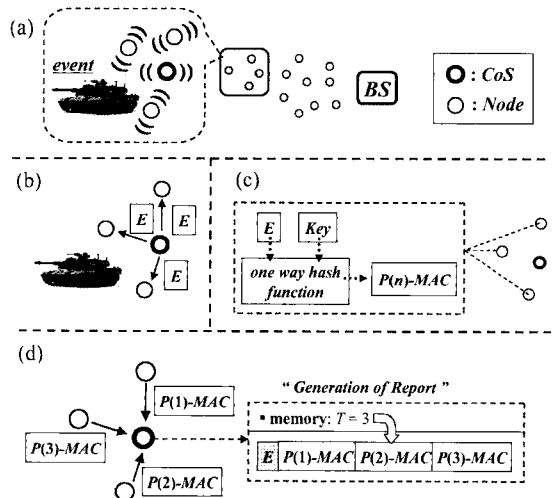 (a)
event
BS
: CoS
: Node
(b)
E
E
E
(c)
E
Key
one way hash
function
P(n)-MAC
(d)
P(1)-MAC
P(3)-MAC
P(2)-MAC
" Generation of Report "
▪ memory: T = 3
E P(1)-MAC P(2)-MAC P(3)-MAC